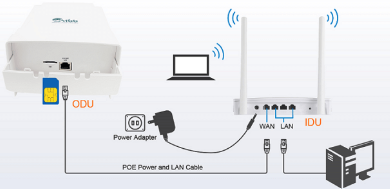 ODU
Power Adapter
WAN
LAN
IDU
POE Power and LAN Cable